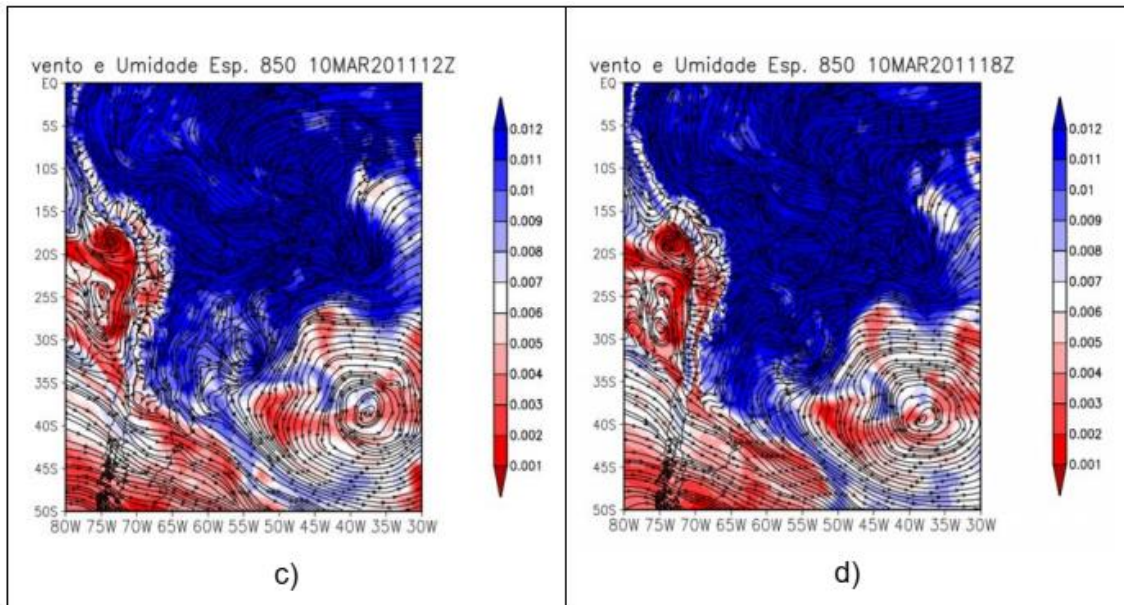 vento e Umidade Esp. 850 10MAR201112Z
EQ
5S
10S
15S
20S
25S
30S
35S
40S
45S
50S
80W 75W 70W 65W 60W 55W 50W 45W 40W 35W 30W
0.012
0.011
0.01
0.009
0.008
0.007
0.006
0.005
0.004
0.003
0.002
0.001
c)
vento e Umidade Esp. 850 10MAR201118Z
EQ
5S
10S
15S
20S
25S
30S
35S
40S
45S
50S
80W 75W 70W 65W 60W 55W 50W 45W 40W 35W 30W
0.012
0.011
0.01
0.009
0.008
0.007
0.006
0.005
0.004
0.003
0.002
0.001
d)